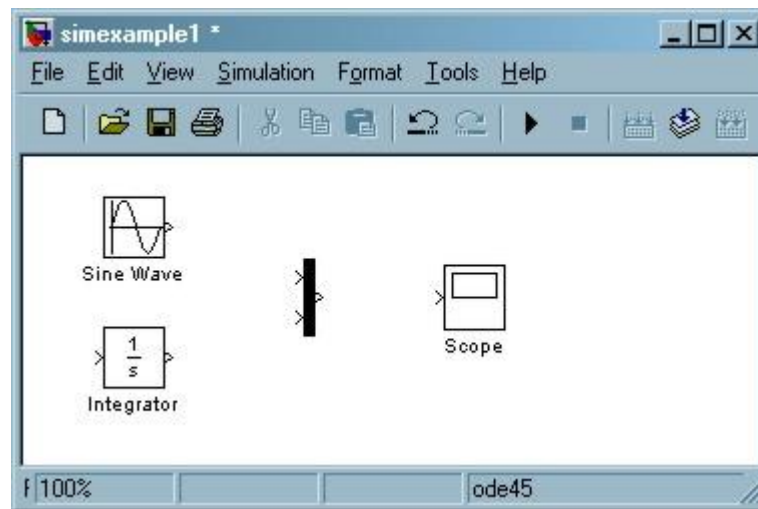 simexample1 *
File Edit View Simulation Format Tools Help
Sine Wave
1
s
Integrator
Scope
100%
ode45